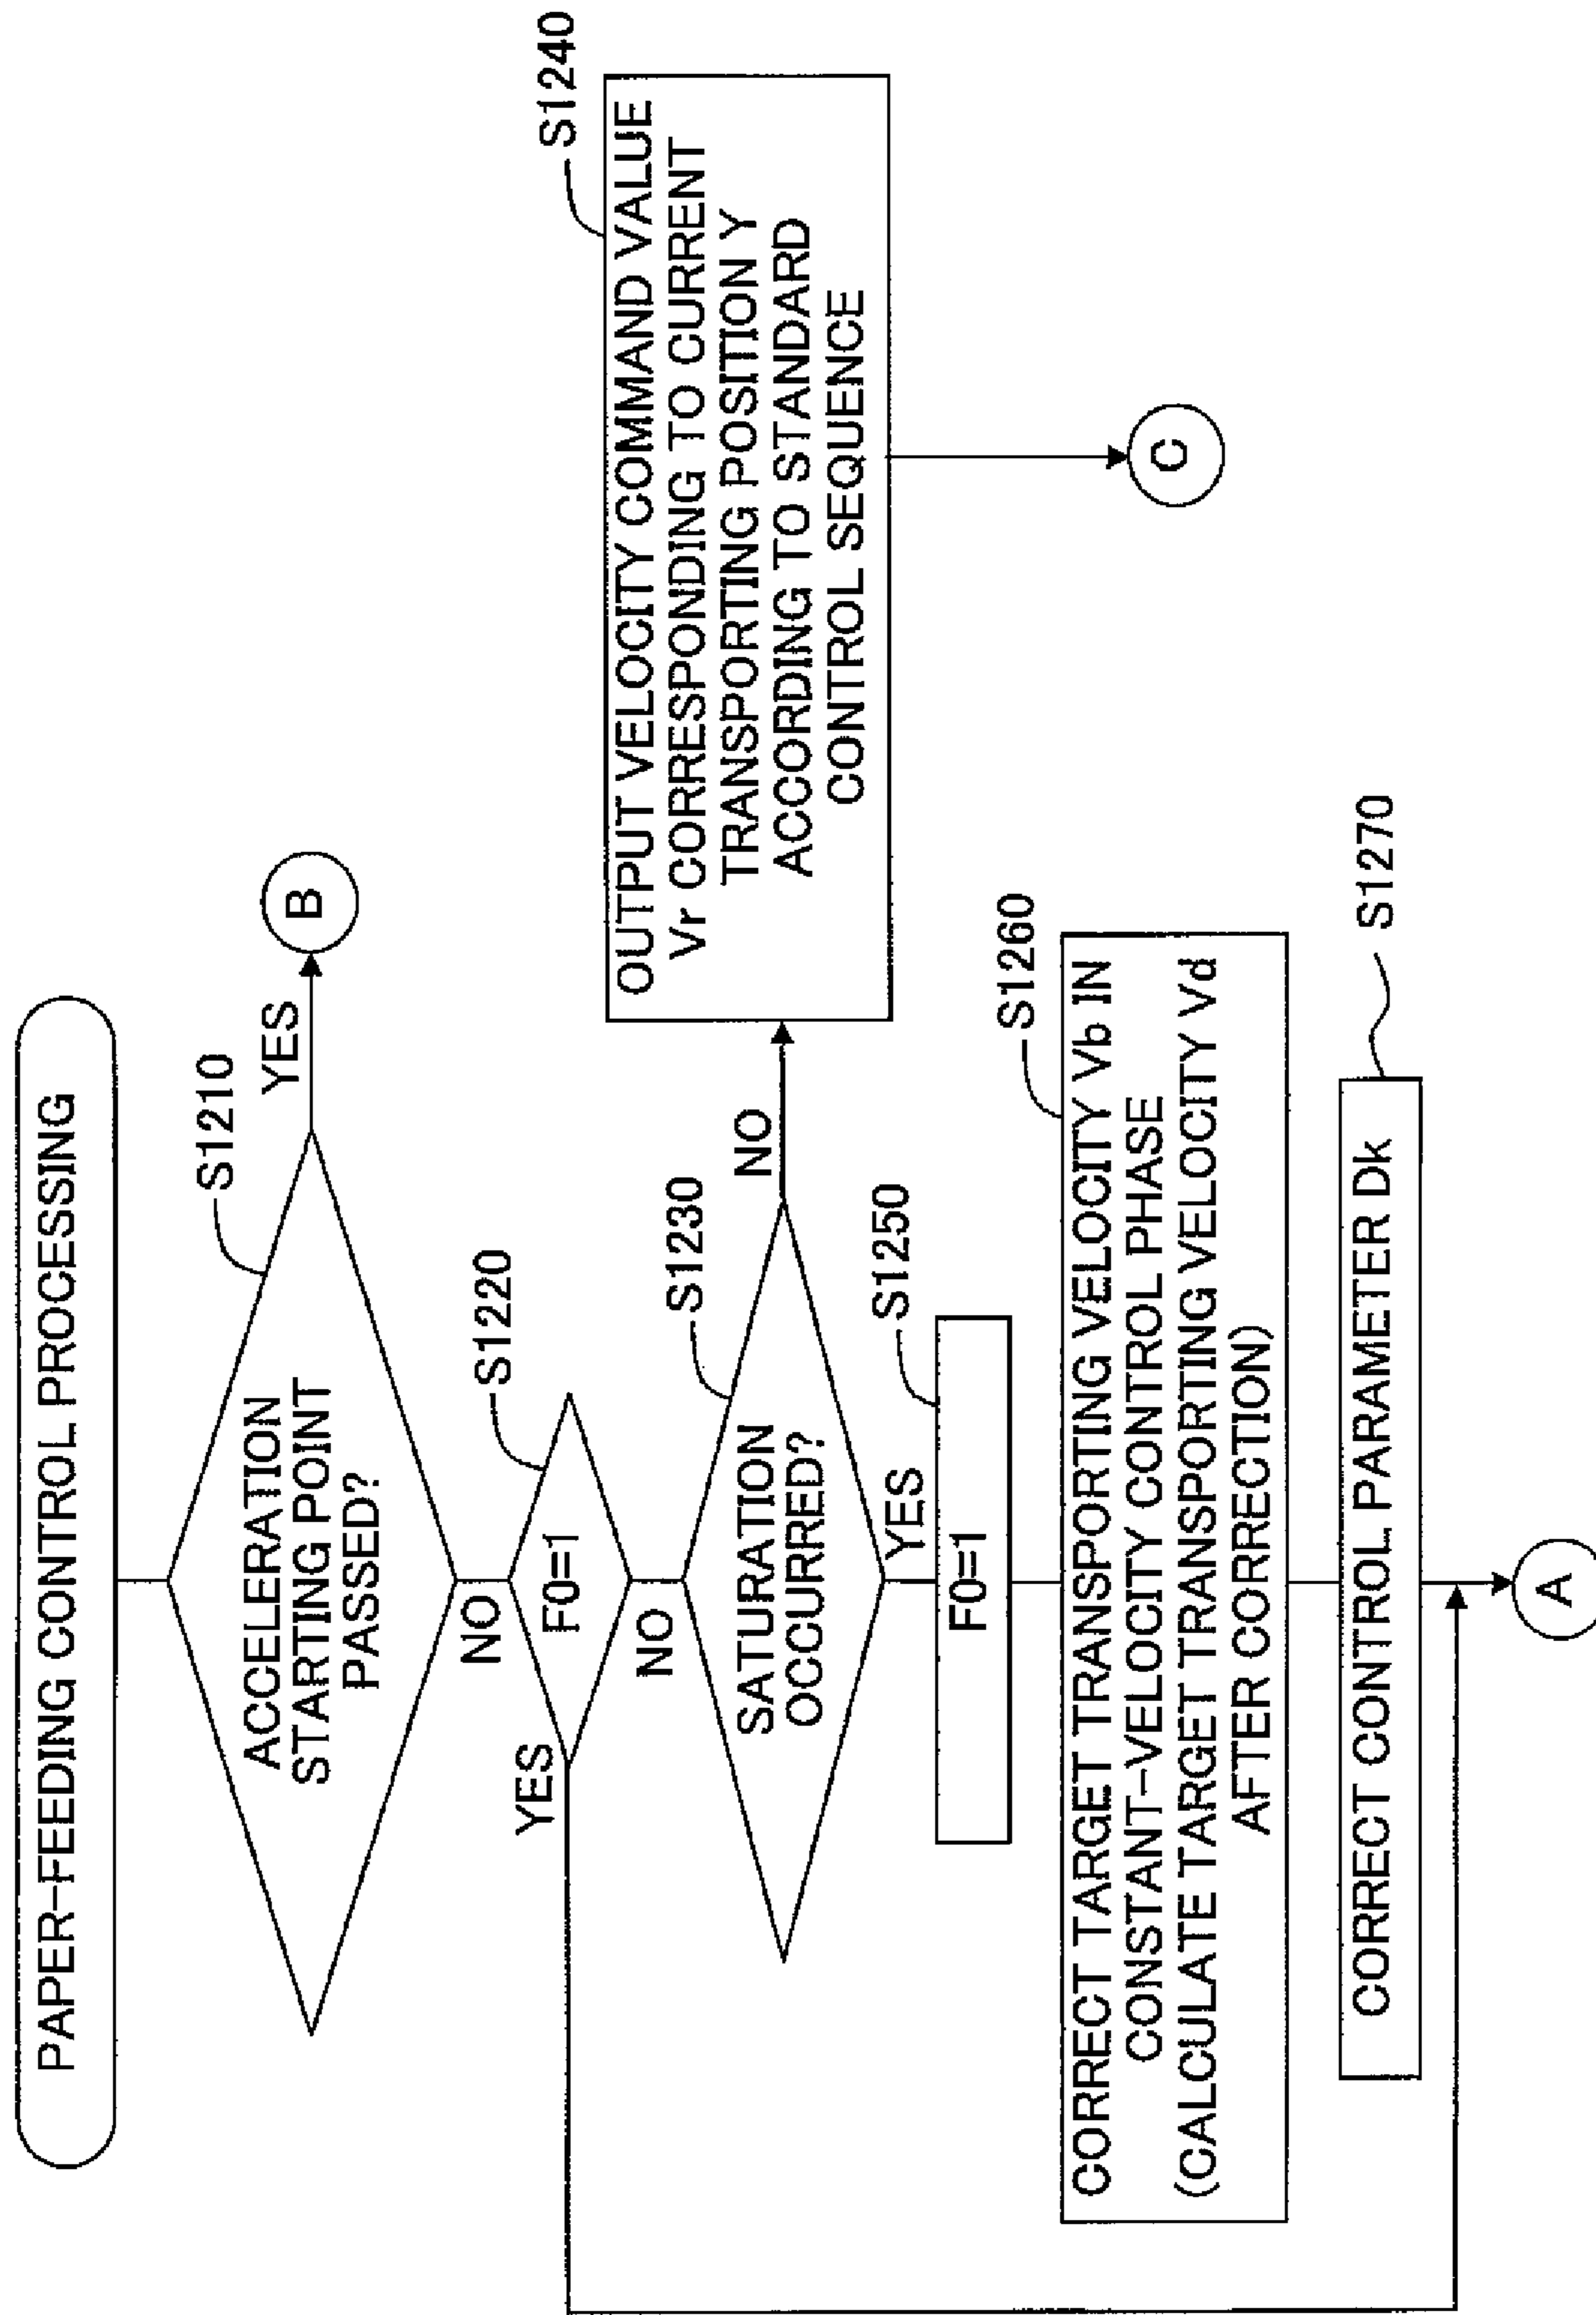 PAPER-FEEDING CONTROL PROCESSING
S1210
ACCELERATION
STARTING POINT
PASSED?
YES
B
NO
S1220
F0=1
YES
NO
S1230
SATURATION
OCCURRED?
NO
S1240
OUTPUT VELOCITY COMMAND VALUE
Vr CORRESPONDING TO CURRENT
TRANSPORTING POSITION Y
ACCORDING TO STANDARD
CONTROL SEQUENCE
C
YES
S1250
F0=1
S1260
CORRECT TARGET TRANSPORTING VELOCITY Vb IN
CONSTANT-VELOCITY CONTROL PHASE
(CALCULATE TARGET TRANSPORTING VELOCITY Vd
AFTER CORRECTION)
S1270
CORRECT CONTROL PARAMETER Dk
A